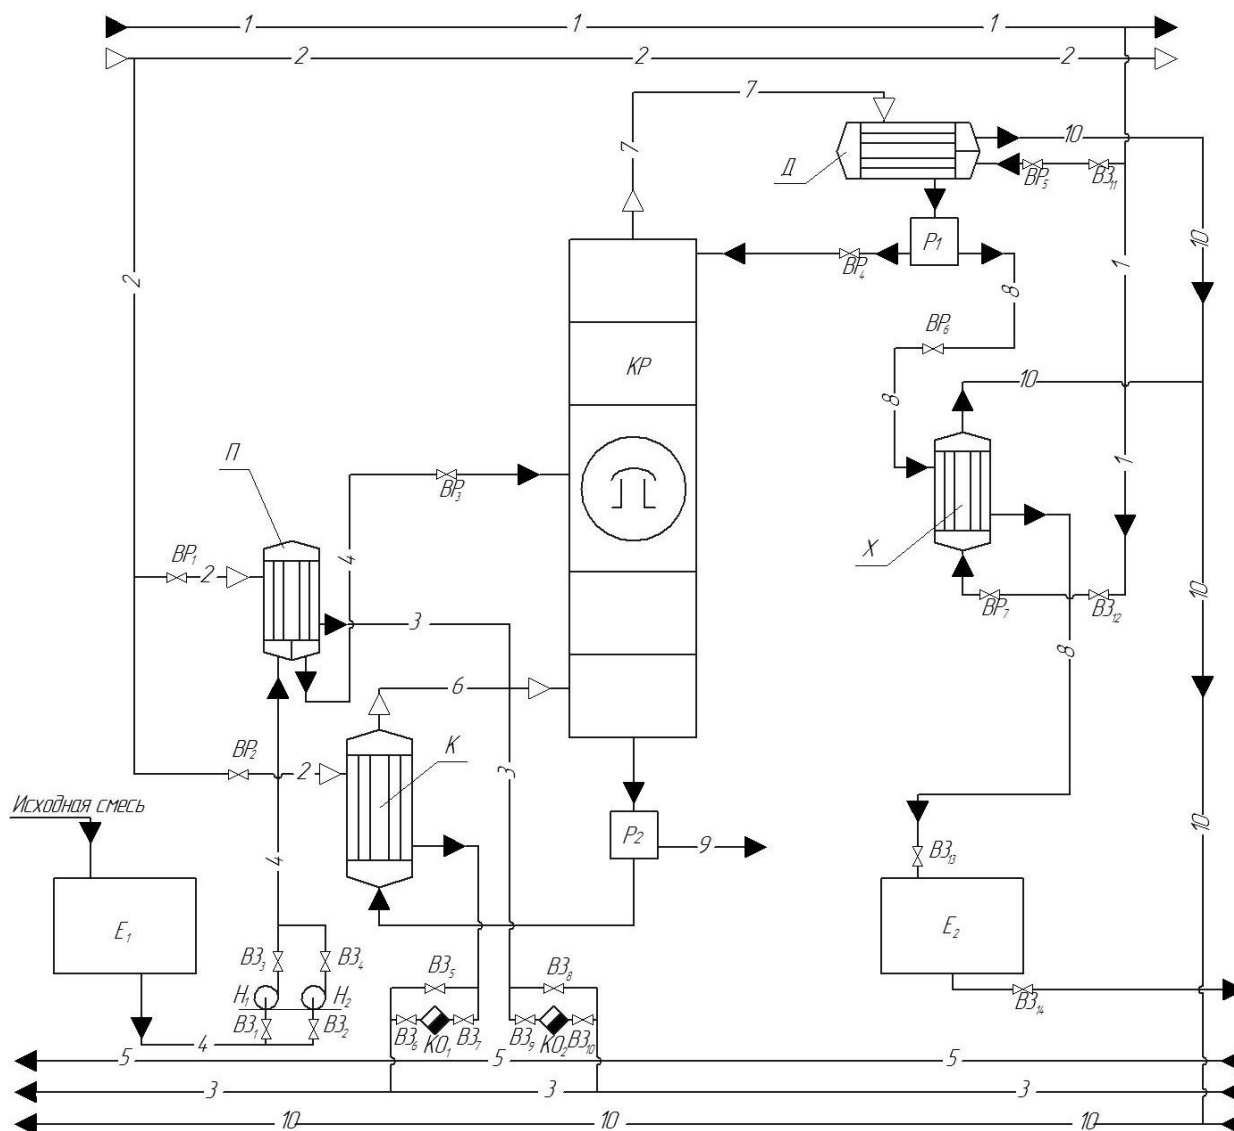 1 1 1
2 2 2
7
10
Д
ВР₅ ВЗ₁₁
7
Р₁
10
ВР₄
1
2
8
ВР₆
КР
10
8
П
ВР₃
1
Х
ВР₁ 2
4
ВР₇ ВЗ₁₂
10
3
8
6
К
ВР₂ 2
3
Исходная смесь
Р₂ 9
10
4
ВЗ₁₃
Е₁
Е₂
ВЗ₃ ВЗ₄
ВЗ₅ ВЗ₈
Н₁ Н₂
ВЗ₁₄
ВЗ₁ ВЗ₂
4
ВЗ₆ КО₁ ВЗ₇ ВЗ₉ КО₂ ВЗ₁₀
5 5 5
3 3 3
10 10 10